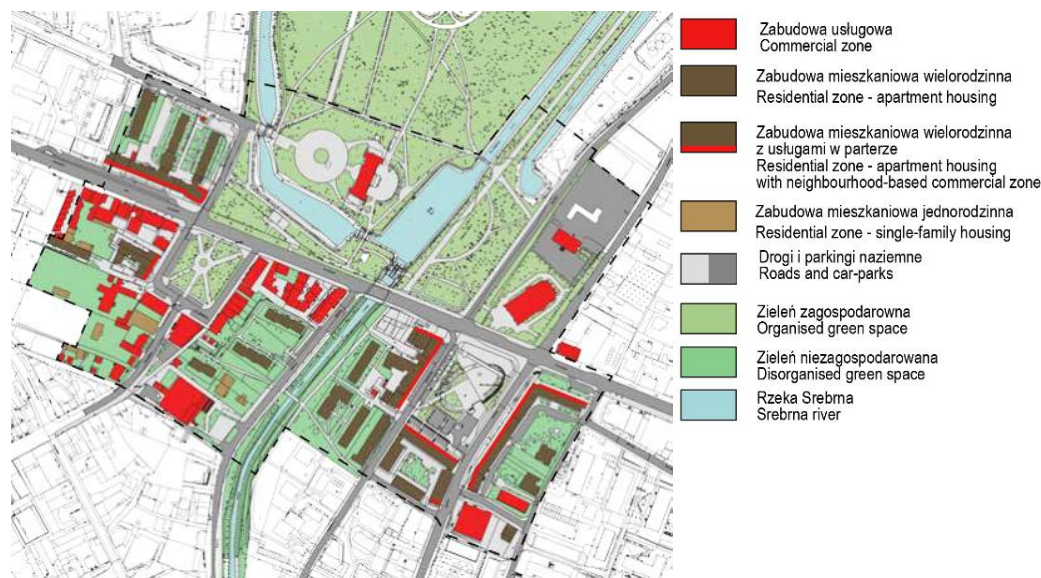 Zabudowa usługowa
Commercial zone
Zabudowa mieszkaniowa wielorodzinna
Residential zone - apartment housing
Zabudowa mieszkaniowa wielorodzinna
z usługami w parterze
Residential zone - apartment housing
with neighbourhood-based commercial zone
Zabudowa mieszkaniowa jednorodzinna
Residential zone - single-family housing
Drogi i parkingi naziemne
Roads and car-parks
Zieleń zagospodarowna
Organised green space
Zieleń niezagospodarowana
Disorganised green space
Rzeka Srebrna
Srebrna river